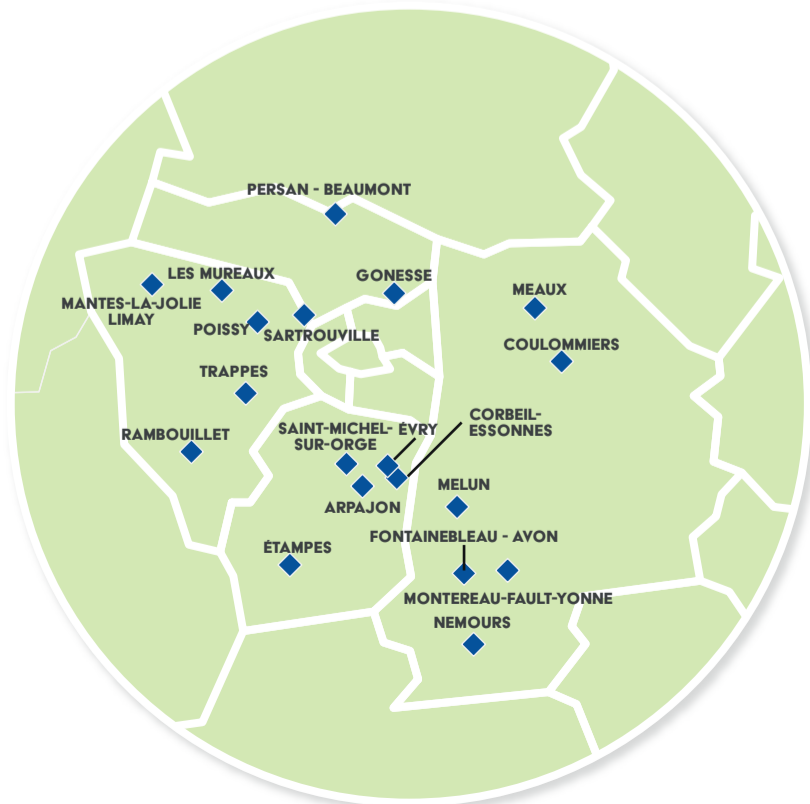 PERSAN - BEAUMONT
LES MUREAUX
GONESSE
MEAUX
MANTES-LA-JOLIE
LIMAY
POISSY
SARTROUVILLE
COULOMMIERS
TRAPPES
RAMBOUILLET
SAINT-MICHEL-
SUR-ORGE
ÉVRY
CORBEIL-
ESSONNES
ARPAJON
MELUN
FONTAINEBLEAU - AVON
ÉTAMPES
MONTEREAU-FAULT-YONNE
NEMOURS